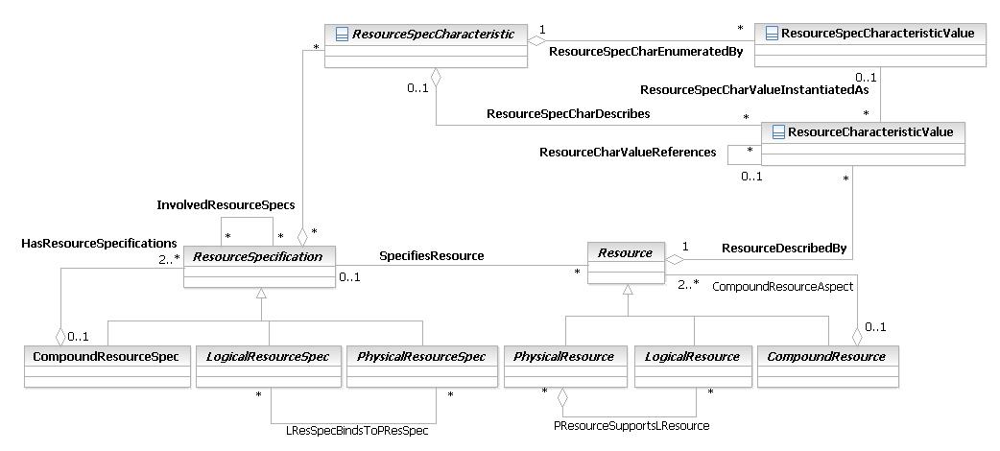 ResourceSpecCharacteristic
1
*
ResourceSpecCharacteristicValue
*
ResourceSpecCharEnumeratedBy
0..1
0..1
ResourceSpecCharValueInstantiatedAs
ResourceSpecCharDescribes
*
*
ResourceCharacteristicValue
ResourceCharValueReferences
*
0..1
*
InvolvedResourceSpecs
*
*
*
HasResourceSpecifications
2..*
ResourceSpecification
SpecifiesResource
0..1
*
Resource
1
ResourceDescribedBy
2..*
CompoundResourceAspect
0..1
0..1
CompoundResourceSpec
LogicalResourceSpec
PhysicalResourceSpec
PhysicalResource
LogicalResource
CompoundResource
*
*
*
*
LResSpecBindsToPResSpec
PResourceSupportsLResource